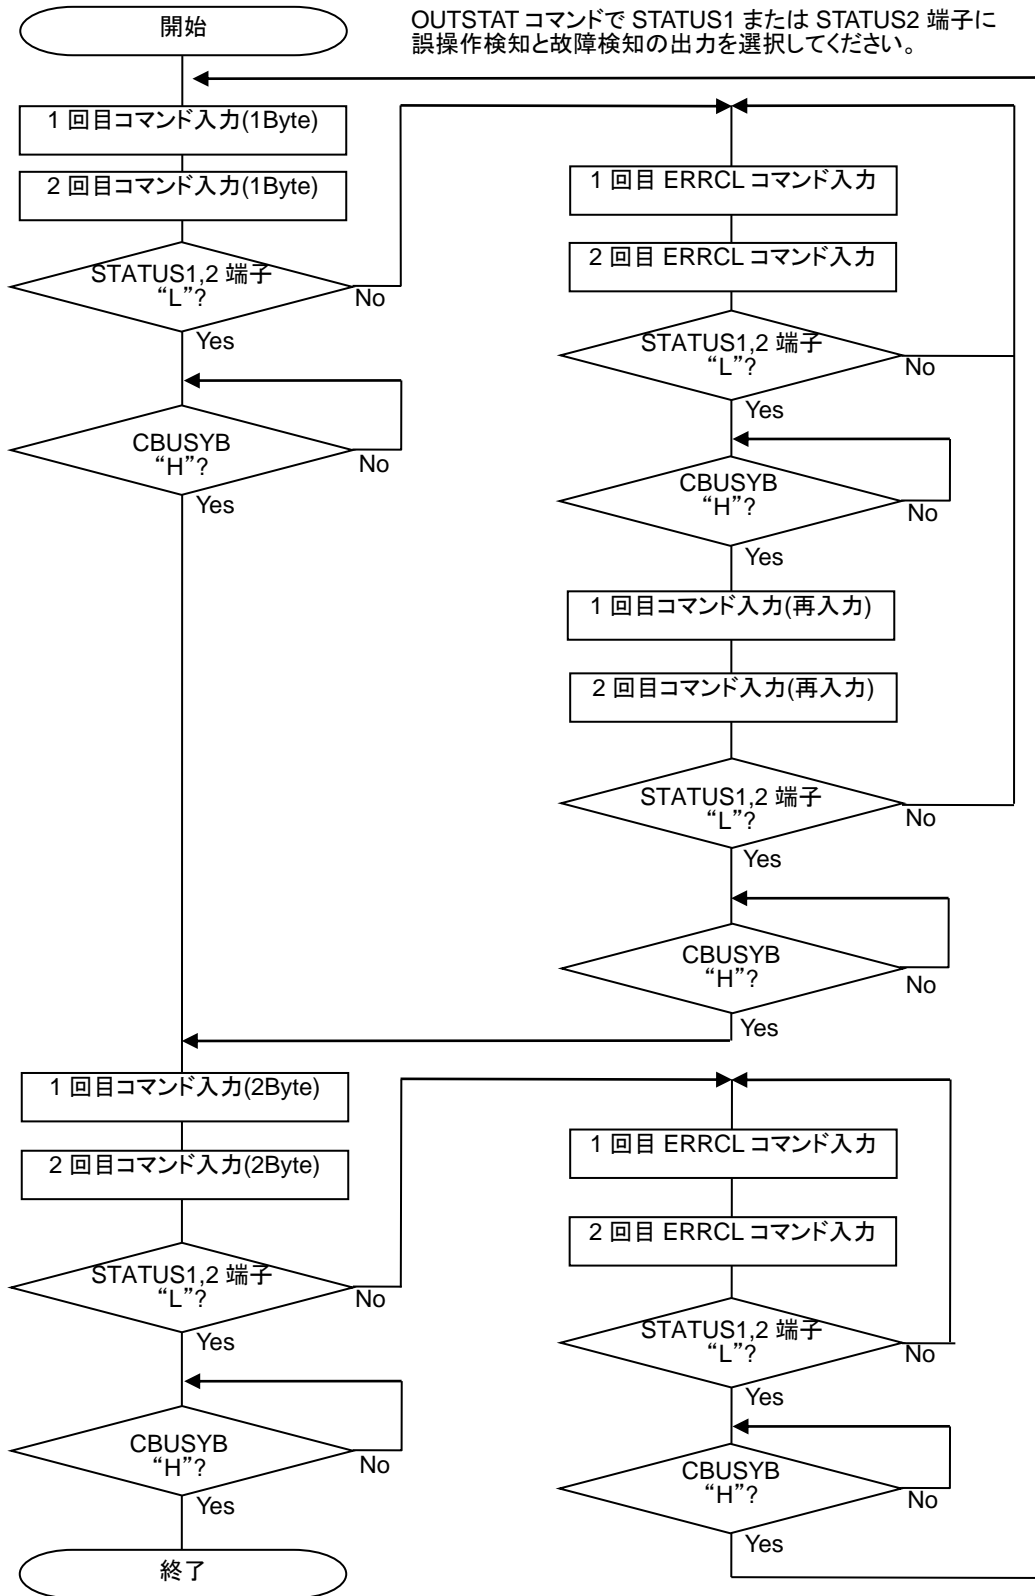 開始
OUTSTAT コマンドで STATUS1 または STATUS2 端子に
誤操作検知と故障検知の出力を選択してください。
1 回目コマンド入力(1Byte)
2 回目コマンド入力(1Byte)
STATUS1,2 端子
“L”?
No
Yes
CBUSYB
“H”?
No
Yes
1 回目 ERRCL コマンド入力
2 回目 ERRCL コマンド入力
STATUS1,2 端子
“L”?
No
Yes
CBUSYB
“H”?
No
Yes
1 回目コマンド入力(再入力)
2 回目コマンド入力(再入力)
STATUS1,2 端子
“L”?
No
Yes
CBUSYB
“H”?
No
Yes
1 回目コマンド入力(2Byte)
2 回目コマンド入力(2Byte)
STATUS1,2 端子
“L”?
No
Yes
CBUSYB
“H”?
No
Yes
終了
1 回目 ERRCL コマンド入力
2 回目 ERRCL コマンド入力
STATUS1,2 端子
“L”?
No
Yes
CBUSYB
“H”?
No
Yes